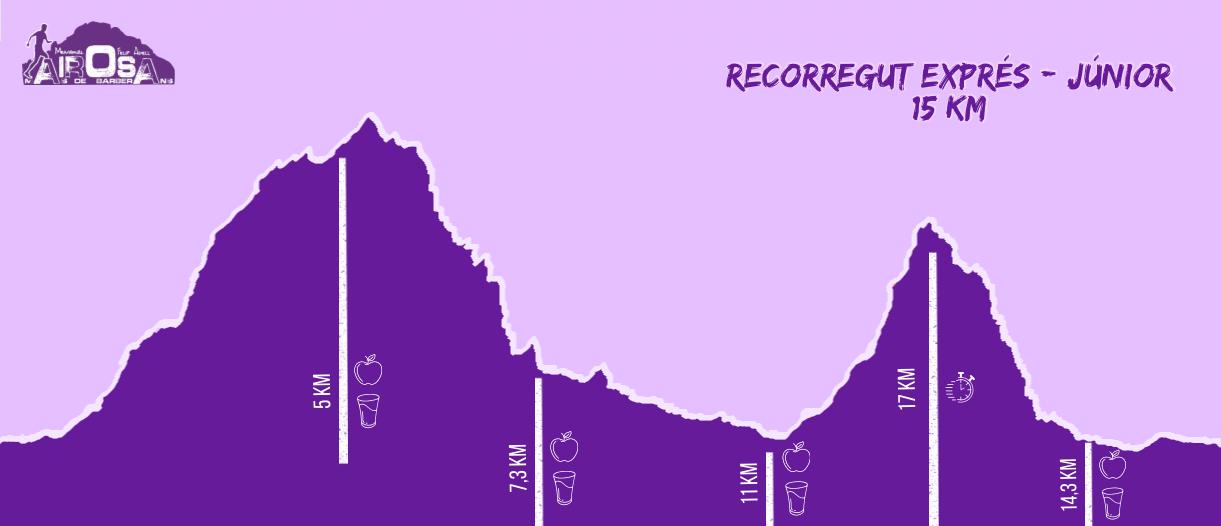 Memorial Felip Adell
AIROSA
MAS DE BARBERANS
RECORREGUT EXPRÉS - JÚNIOR
15 KM
5 KM
7,3 KM
11 KM
17 KM
14,3 KM